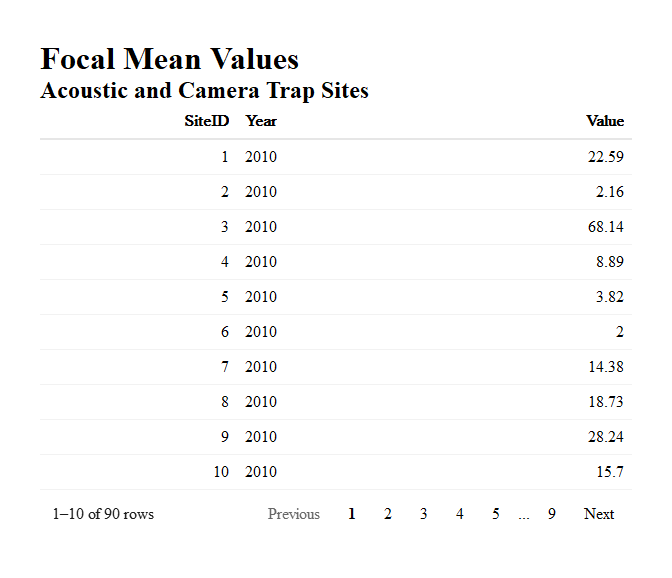 Focal Mean Values
Acoustic and Camera Trap Sites
SiteID Year Value
1 2010 22.59
2 2010 2.16
3 2010 68.14
4 2010 8.89
5 2010 3.82
6 2010 2
7 2010 14.38
8 2010 18.73
9 2010 28.24
10 2010 15.7
1–10 of 90 rows Previous 1 2 3 4 5 ... 9 Next